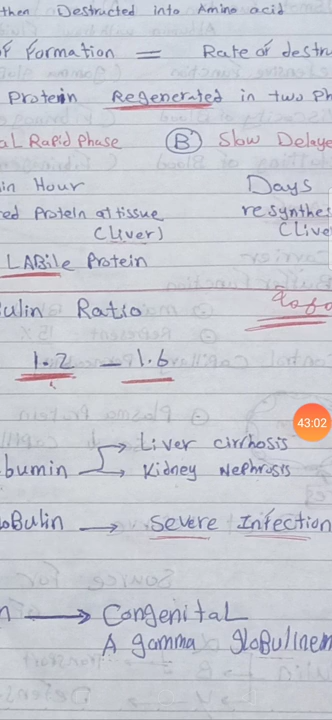 then Destructed into Amino acid
of Formation = Rate of destru
Protein Regenerated in two Ph
al Rapid Phase (B) Slow Delaye
in Hour Days
ed Protein at tissue resynthes
(Liver) (Live
LABile Protein
ulin Ratio
1.2 - 1.6
43:02
bumin → Liver cirrhosis
→ Kidney Nephrosis
oBulin → Severe Infection
n → Congenital
A gamma gloBulinem